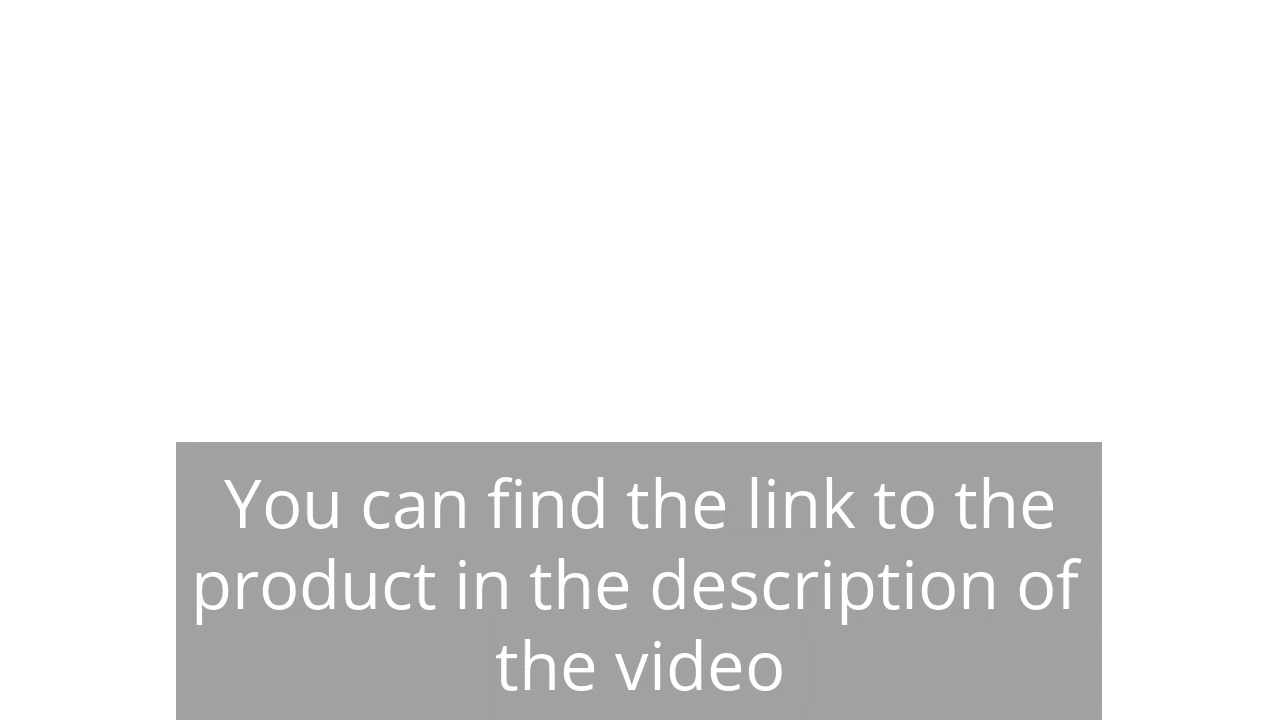 You can find the link to the
product in the description of
the video